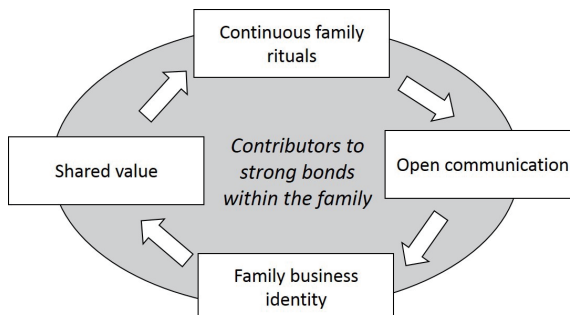 Continuous family
rituals
Contributors to
strong bonds
within the family
Shared value
Open communication
Family business
identity